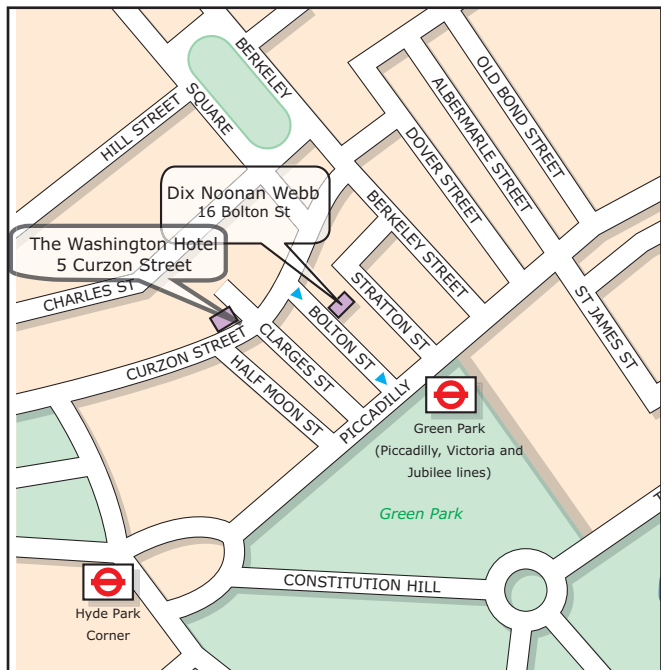 BERKELEY
SQUARE
HILL STREET
OLD BOND STREET
ALBERMARLE STREET
DOVER STREET
Dix Noonan Webb
16 Bolton St
BERKELEY STREET
The Washington Hotel
5 Curzon Street
CHARLES ST
STRATTON ST
BOLTON ST
ST JAMES ST
CURZON STREET
CLARGES ST
HALF MOON ST
PICCADILLY
Green Park
(Piccadilly, Victoria and
Jubilee lines)
Green Park
CONSTITUTION HILL
Hyde Park
Corner